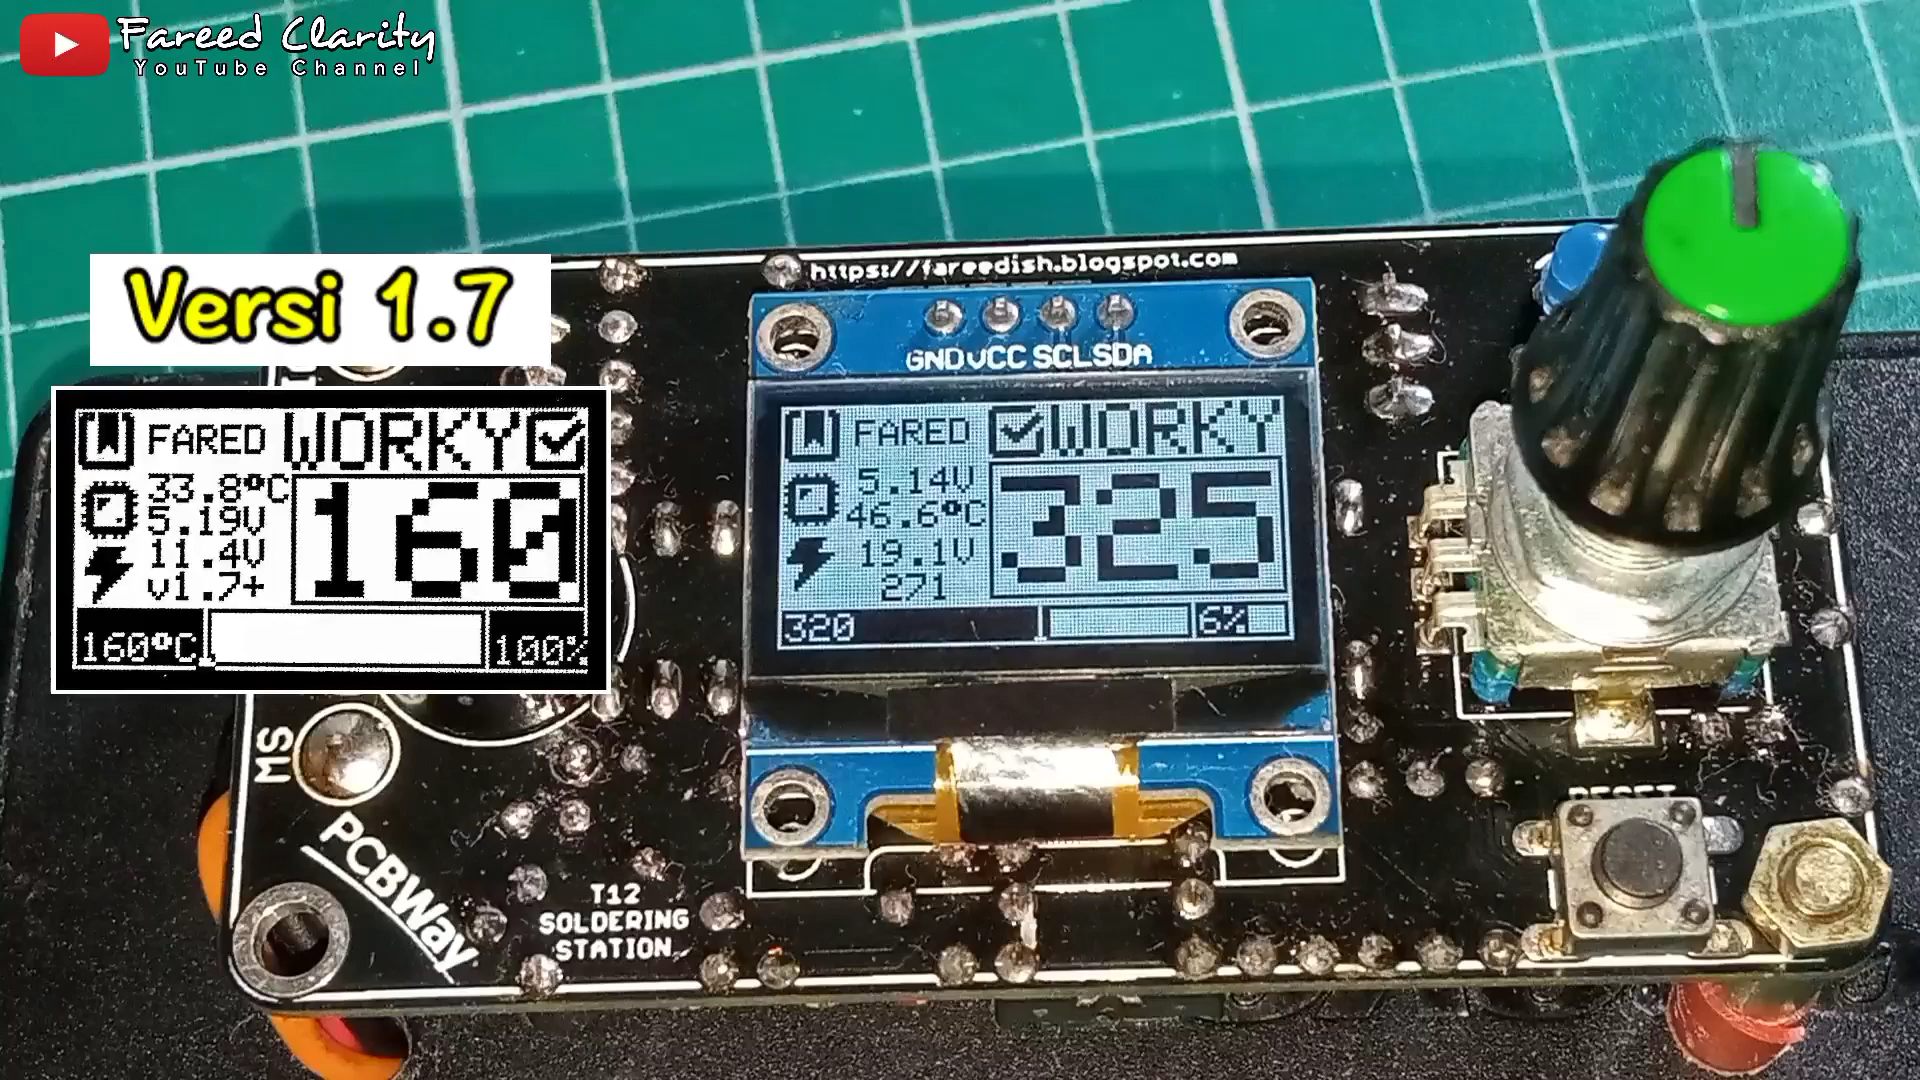 Fareed Clarity
YouTube Channel
Versi 1.7
FARED WORKY
33.8°C
5.19V
11.4V
v1.7+
160
160°C 100%
https://fareedish.blogspot.com
GND VCC SCL SDA
FARED WORKY
5.14V
46.6°C
19.1V
271
325
320 6%
MS
PCBWay
T12
SOLDERING
STATION
RESET